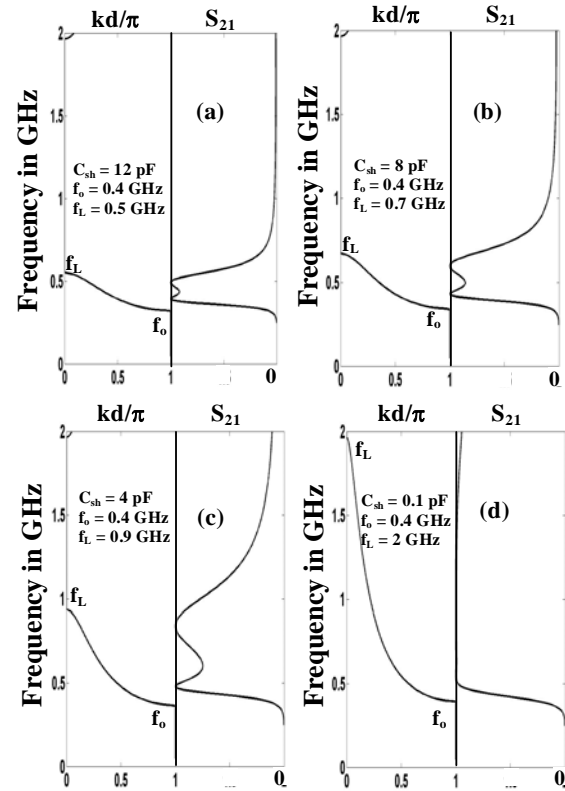 kd/π S21
Frequency in GHz
2
1.5
1
0.5
0
(a)
Csh = 12 pF
fo = 0.4 GHz
fL = 0.5 GHz
fL
fo
0 0.5 1 0
kd/π S21
Frequency in GHz
2
1.5
1
0.5
0
(b)
Csh = 8 pF
fo = 0.4 GHz
fL = 0.7 GHz
fL
fo
0 0.5 1 0
kd/π S21
Frequency in GHz
2
1.5
1
0.5
0
Csh = 4 pF
fo = 0.4 GHz
fL = 0.9 GHz
(c)
fL
fo
0 0.5 1 0
kd/π S21
Frequency in GHz
2
1.5
1
0.5
0
fL
Csh = 0.1 pF
fo = 0.4 GHz
fL = 2 GHz
(d)
fo
0 0.5 1 0